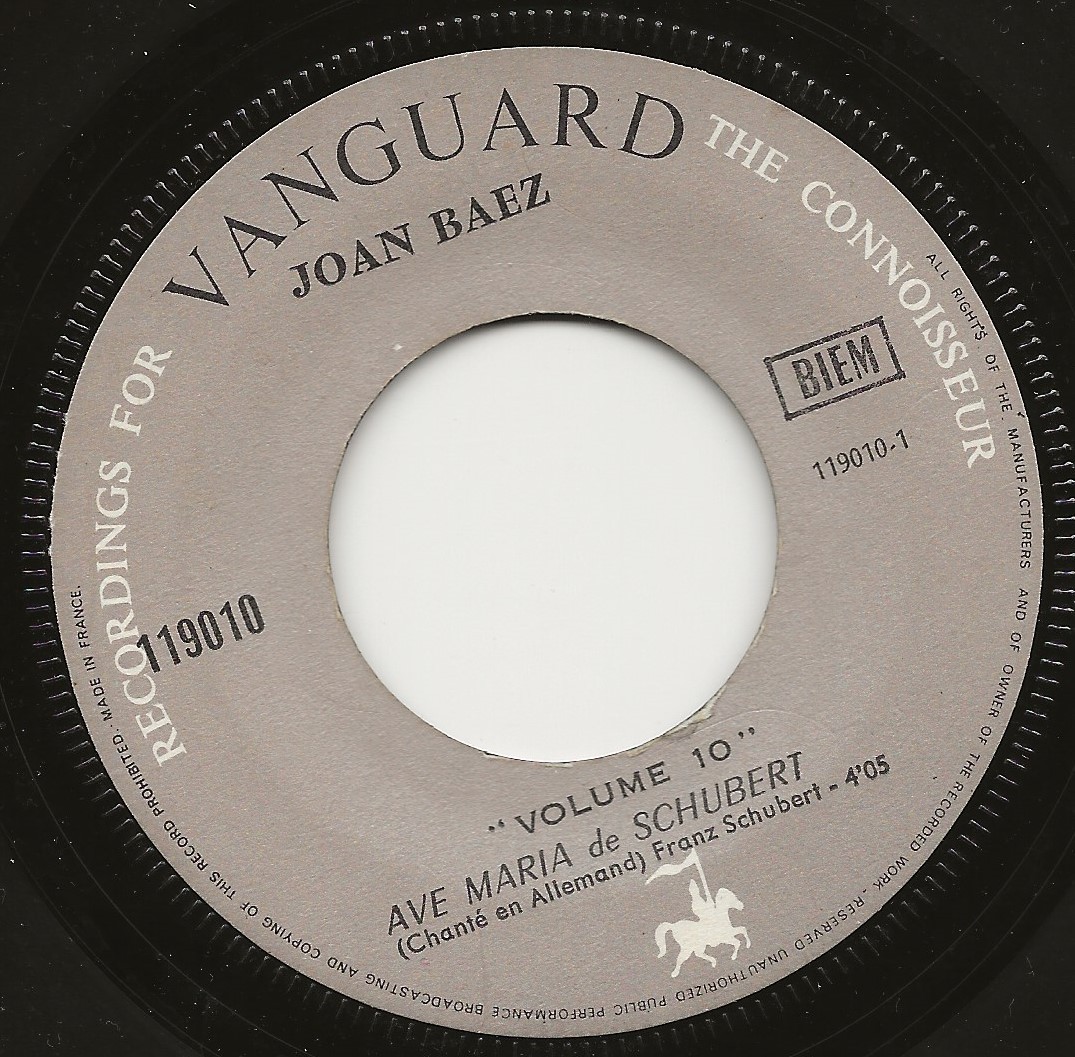 RECORDINGS FOR VANGUARD THE CONNOISSEUR
JOAN BAEZ
BIEM
119010-1
119010
"VOLUME 10"
AVE MARIA de SCHUBERT
(Chanté en Allemand) Franz Schubert - 4'05
ALL RIGHTS OF THE MANUFACTURERS AND OF OWNER OF THE RECORDED WORK RESERVED UNAUTHORIZED PUBLIC PERFORMANCE BROADCASTING AND COPYING OF THIS RECORD PROHIBITED. MADE IN FRANCE.